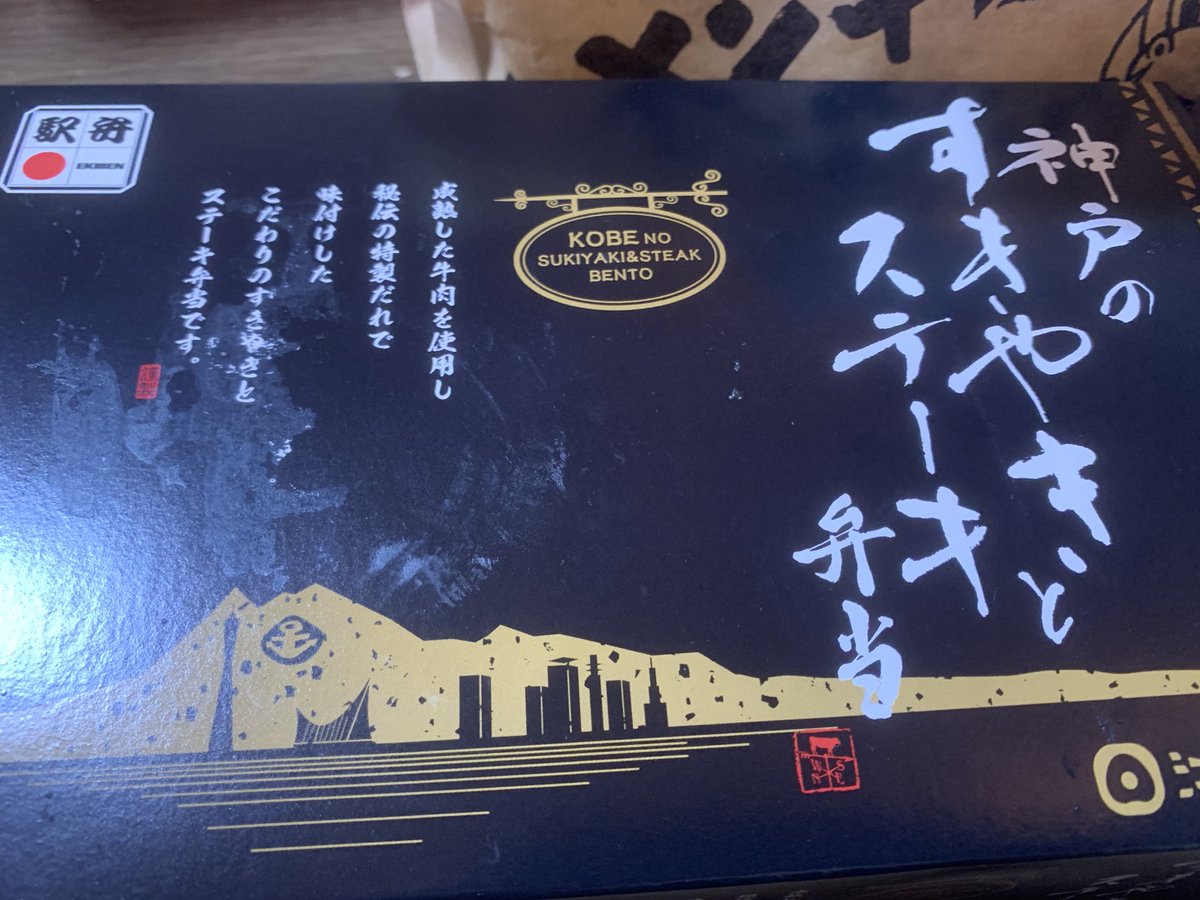 神戸の
すきやきと
ステーキ
弁当
KOBE NO
SUKIYAKI&STEAK
BENTO
成熟した牛肉を使用し
秘伝の特製だれで
味付けした
こだわりのすきやきと
ステーキ弁当です。
謹製
駅弁
EKIBEN
W S
N E